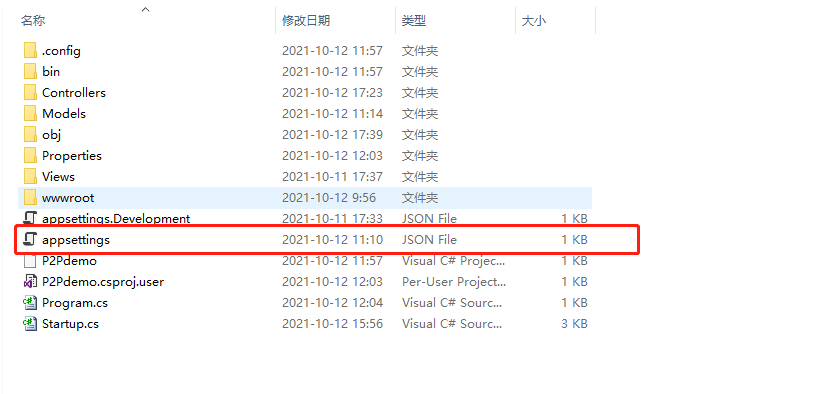 名称 修改日期 类型 大小
.config 2021-10-12 11:57 文件夹
bin 2021-10-12 11:57 文件夹
Controllers 2021-10-12 17:23 文件夹
Models 2021-10-12 11:14 文件夹
obj 2021-10-12 17:39 文件夹
Properties 2021-10-12 12:03 文件夹
Views 2021-10-11 17:37 文件夹
wwwroot 2021-10-12 9:56 文件夹
appsettings.Development 2021-10-11 17:33 JSON File 1 KB
appsettings 2021-10-12 11:10 JSON File 1 KB
P2Pdemo 2021-10-12 11:57 Visual C# Projec... 1 KB
P2Pdemo.csproj.user 2021-10-12 12:03 Per-User Project... 1 KB
Program.cs 2021-10-12 12:04 Visual C# Sourc... 1 KB
Startup.cs 2021-10-12 15:56 Visual C# Sourc... 3 KB